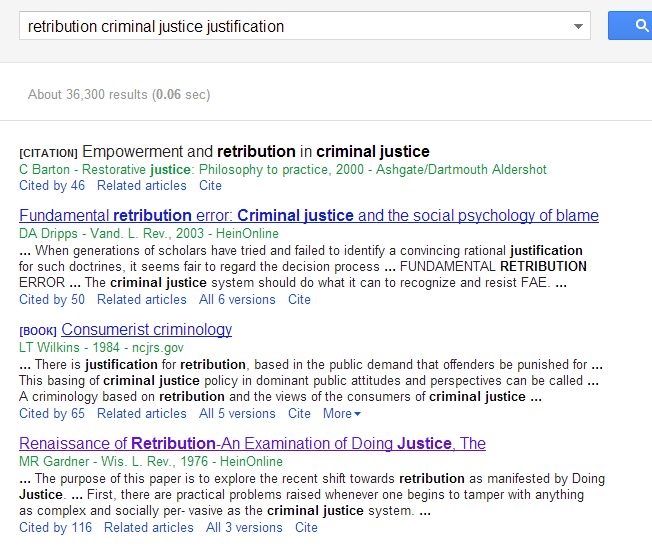 retribution criminal justice justification
About 36,300 results (0.06 sec)
[CITATION] Empowerment and retribution in criminal justice
C Barton - Restorative justice: Philosophy to practice, 2000 - Ashgate/Dartmouth Aldershot
Cited by 46 Related articles Cite
Fundamental retribution error: Criminal justice and the social psychology of blame
DA Dripps - Vand. L. Rev., 2003 - HeinOnline
... When generations of scholars have tried and failed to identify a convincing rational justification
for such doctrines, it seems fair to regard the decision process ... FUNDAMENTAL RETRIBUTION
ERROR ... The criminal justice system should do what it can to recognize and resist FAE. ...
Cited by 50 Related articles All 6 versions Cite
[BOOK] Consumerist criminology
LT Wilkins - 1984 - ncjrs.gov
... There is justification for retribution, based in the public demand that offenders be punished for ...
This basing of criminal justice policy in dominant public attitudes and perspectives can be called ...
A criminology based on retribution and the views of the consumers of criminal justice ...
Cited by 65 Related articles All 5 versions Cite More
Renaissance of Retribution-An Examination of Doing Justice, The
MR Gardner - Wis. L. Rev., 1976 - HeinOnline
... The purpose of this paper is to explore the recent shift towards retribution as manifested by Doing
Justice. ... First, there are practical problems raised whenever one begins to tamper with anything
as complex and socially per- vasive as the criminal justice system. ...
Cited by 116 Related articles All 3 versions Cite